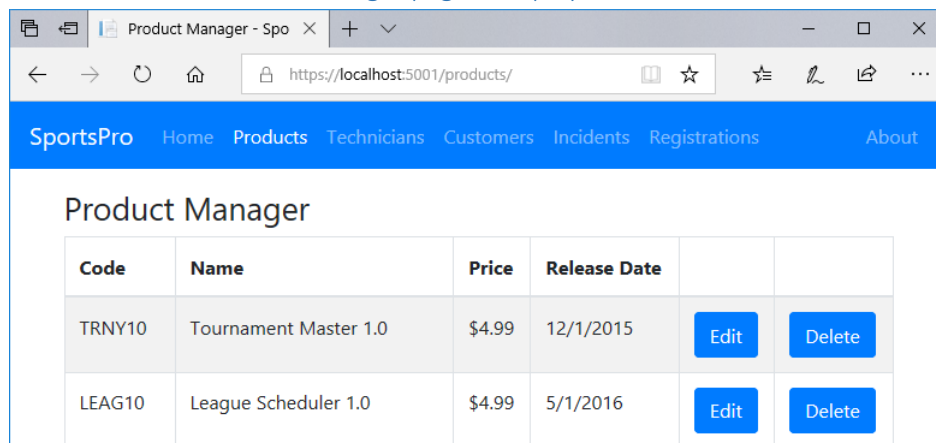 Product Manager - Spo
https://localhost:5001/products/
SportsPro Home Products Technicians Customers Incidents Registrations About
Product Manager
Code Name Price Release Date
TRNY10 Tournament Master 1.0 $4.99 12/1/2015 Edit Delete
LEAG10 League Scheduler 1.0 $4.99 5/1/2016 Edit Delete